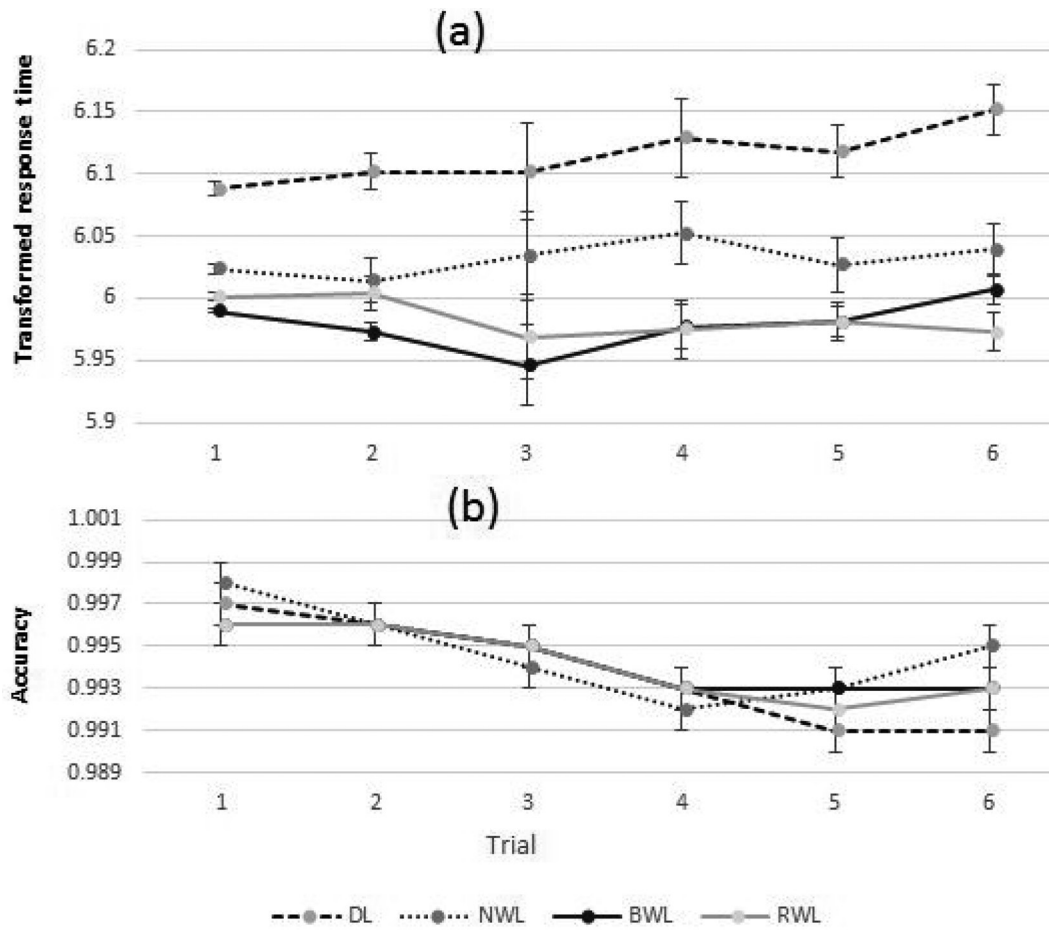 (a)
Transformed response time
6.2
6.15
6.1
6.05
6
5.95
5.9
1 2 3 4 5 6
(b)
Accuracy
1.001
0.999
0.997
0.995
0.993
0.991
0.989
1 2 3 4 5 6
Trial
DL NWL BWL RWL